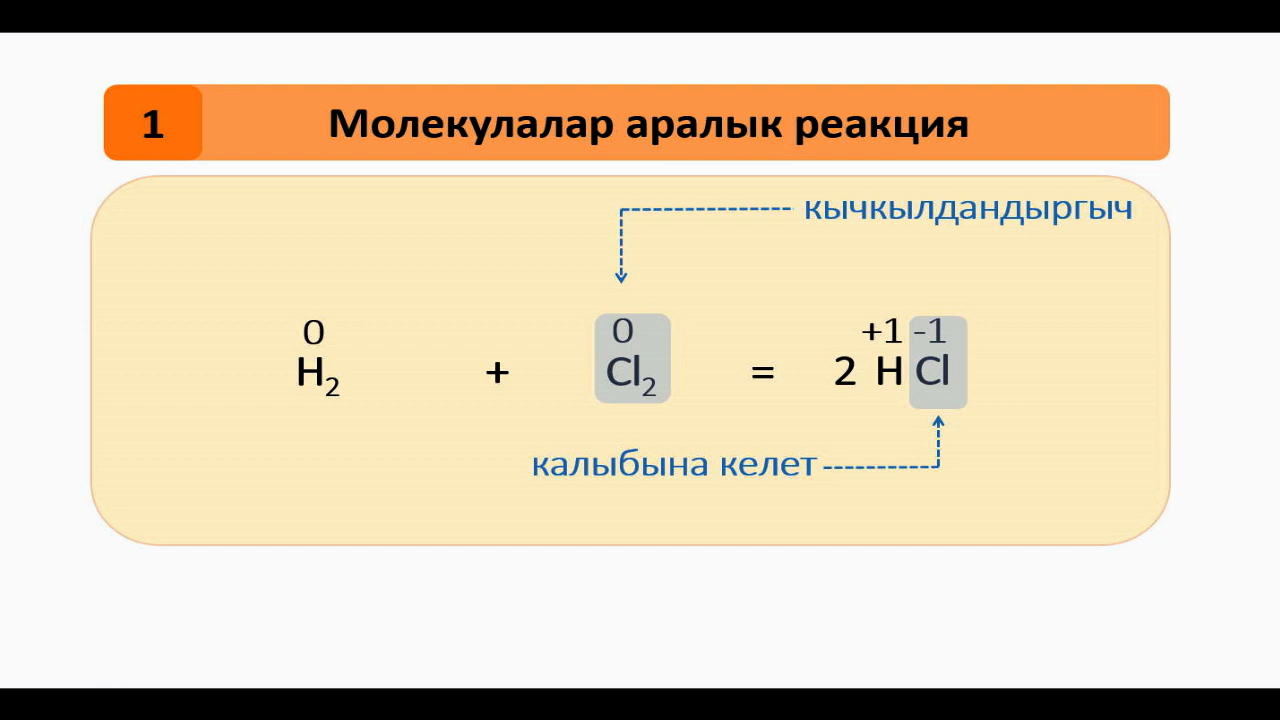 1 Молекулалар аралык реакция
кычкылдандыргыч
0 0 +1 -1
H₂ + Cl₂ = 2 H Cl
калыбына келет